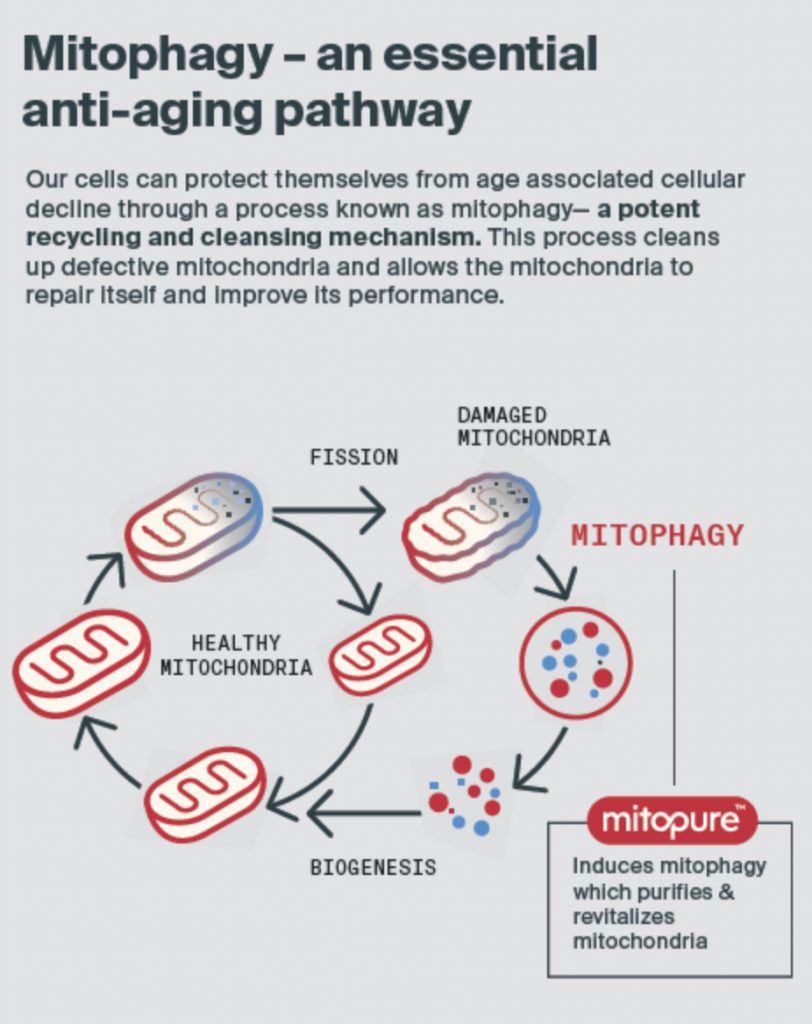 Mitophagy – an essential
anti-aging pathway
Our cells can protect themselves from age associated cellular
decline through a process known as mitophagy— a potent
recycling and cleansing mechanism. This process cleans
up defective mitochondria and allows the mitochondria to
repair itself and improve its performance.
DAMAGED
MITOCHONDRIA
FISSION
MITOPHAGY
HEALTHY
MITOCHONDRIA
mitopure™
BIOGENESIS
Induces mitophagy
which purifies &
revitalizes
mitochondria